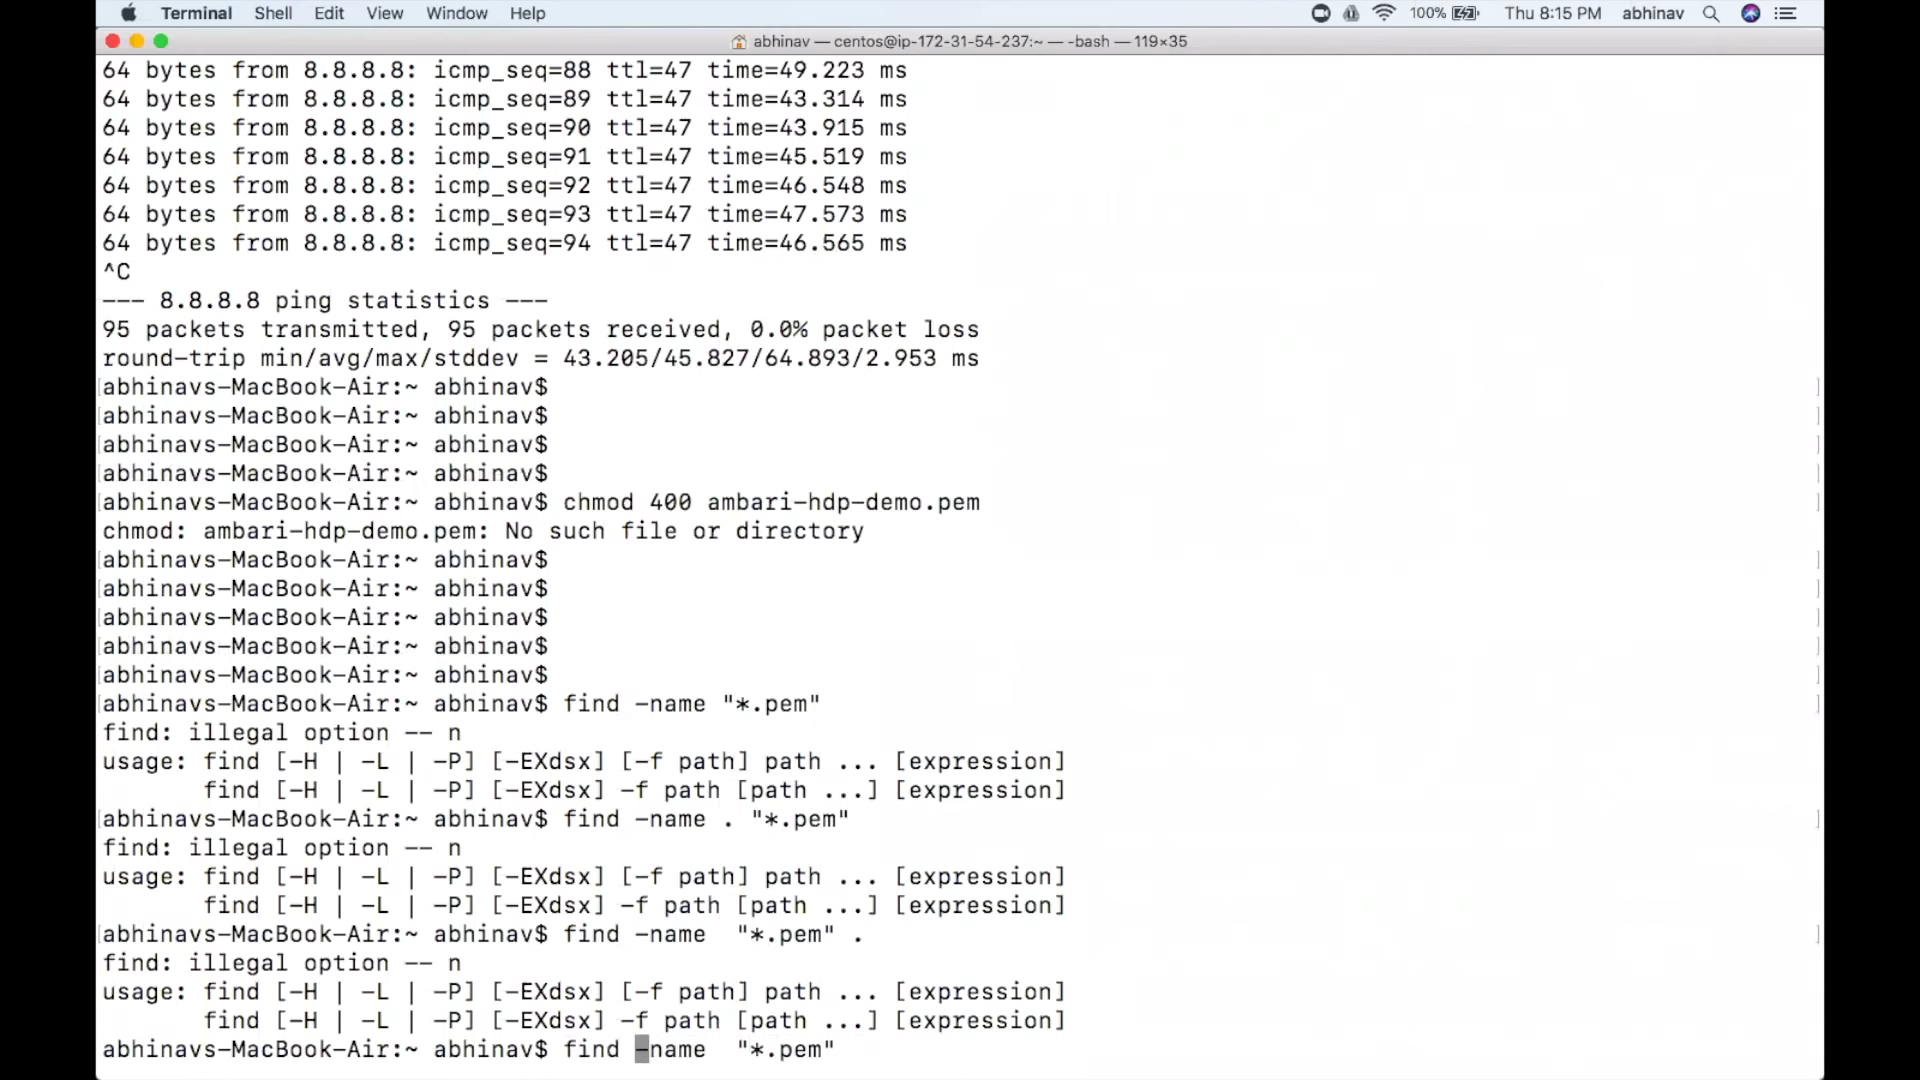 Terminal Shell Edit View Window Help 100% Thu 8:15 PM abhinav
abhinav — centos@ip-172-31-54-237:~ — -bash — 119×35
64 bytes from 8.8.8.8: icmp_seq=88 ttl=47 time=49.223 ms
64 bytes from 8.8.8.8: icmp_seq=89 ttl=47 time=43.314 ms
64 bytes from 8.8.8.8: icmp_seq=90 ttl=47 time=43.915 ms
64 bytes from 8.8.8.8: icmp_seq=91 ttl=47 time=45.519 ms
64 bytes from 8.8.8.8: icmp_seq=92 ttl=47 time=46.548 ms
64 bytes from 8.8.8.8: icmp_seq=93 ttl=47 time=47.573 ms
64 bytes from 8.8.8.8: icmp_seq=94 ttl=47 time=46.565 ms
^C
--- 8.8.8.8 ping statistics ---
95 packets transmitted, 95 packets received, 0.0% packet loss
round-trip min/avg/max/stddev = 43.205/45.827/64.893/2.953 ms
abhinavs-MacBook-Air:~ abhinav$
abhinavs-MacBook-Air:~ abhinav$
abhinavs-MacBook-Air:~ abhinav$
abhinavs-MacBook-Air:~ abhinav$
abhinavs-MacBook-Air:~ abhinav$ chmod 400 ambari-hdp-demo.pem
chmod: ambari-hdp-demo.pem: No such file or directory
abhinavs-MacBook-Air:~ abhinav$
abhinavs-MacBook-Air:~ abhinav$
abhinavs-MacBook-Air:~ abhinav$
abhinavs-MacBook-Air:~ abhinav$
abhinavs-MacBook-Air:~ abhinav$
abhinavs-MacBook-Air:~ abhinav$ find -name "*.pem"
find: illegal option -- n
usage: find [-H | -L | -P] [-EXdsx] [-f path] path ... [expression]
       find [-H | -L | -P] [-EXdsx] -f path [path ...] [expression]
abhinavs-MacBook-Air:~ abhinav$ find -name . "*.pem"
find: illegal option -- n
usage: find [-H | -L | -P] [-EXdsx] [-f path] path ... [expression]
       find [-H | -L | -P] [-EXdsx] -f path [path ...] [expression]
abhinavs-MacBook-Air:~ abhinav$ find -name  "*.pem" .
find: illegal option -- n
usage: find [-H | -L | -P] [-EXdsx] [-f path] path ... [expression]
       find [-H | -L | -P] [-EXdsx] -f path [path ...] [expression]
abhinavs-MacBook-Air:~ abhinav$ find -name  "*.pem"